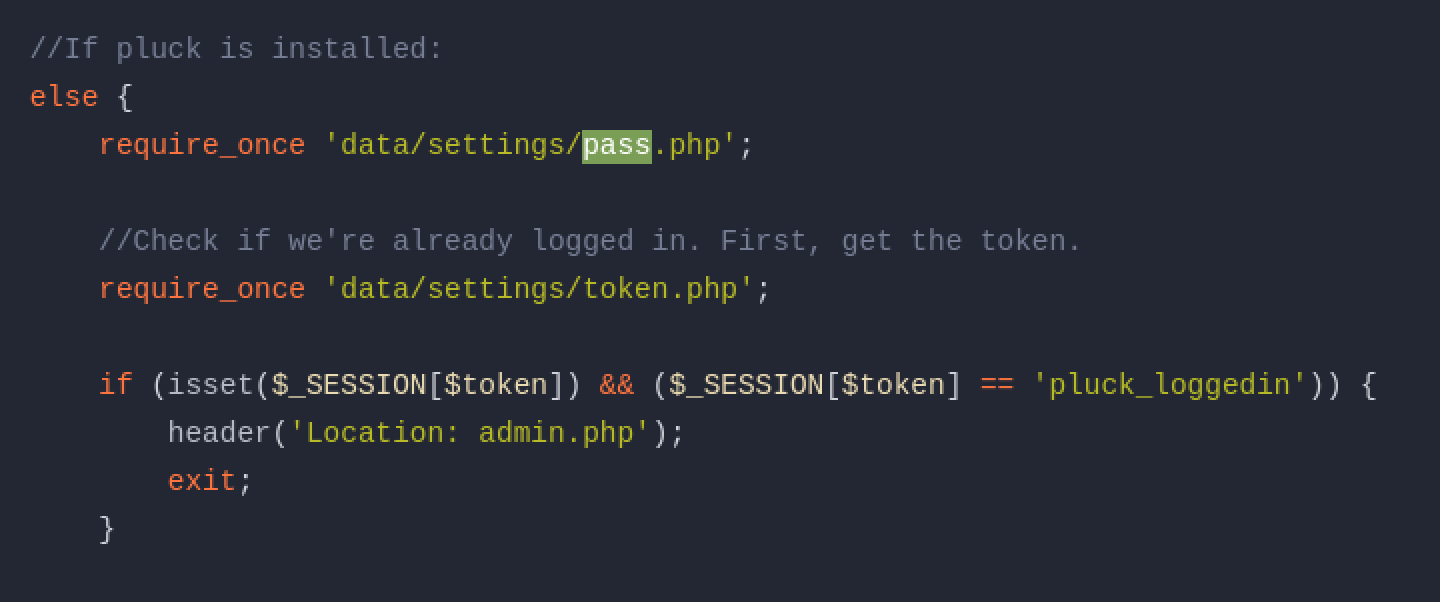 //If pluck is installed:
else {
    require_once 'data/settings/pass.php';
    //Check if we're already logged in. First, get the token.
    require_once 'data/settings/token.php';
    if (isset($_SESSION[$token]) && ($_SESSION[$token] == 'pluck_loggedin')) {
        header('Location: admin.php');
        exit;
    }